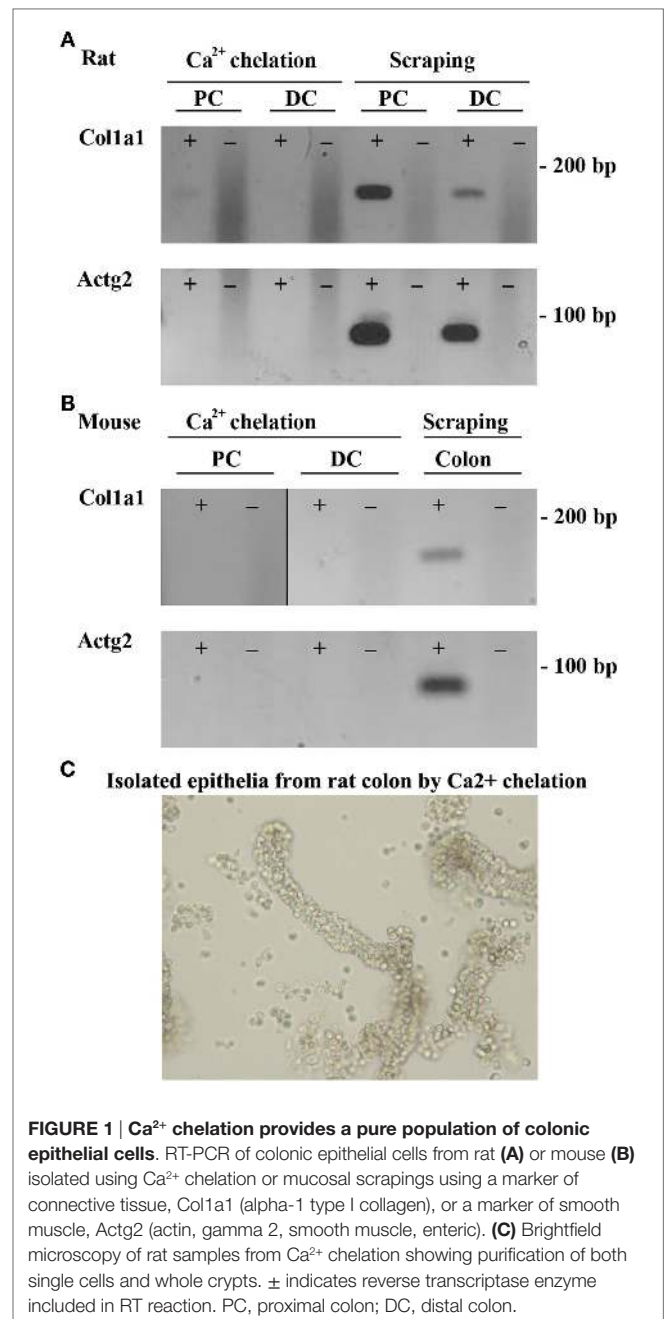 A
Rat
Ca2+ chelation Scraping
PC DC PC DC
Col1a1 + – + – + – + –
- 200 bp
Actg2 + – + – + – + –
- 100 bp
B
Mouse Ca2+ chelation Scraping
PC DC Colon
Col1a1 + – + – + –
- 200 bp
Actg2 + – + – + –
- 100 bp
C
Isolated epithelia from rat colon by Ca2+ chelation
FIGURE 1 | Ca2+ chelation provides a pure population of colonic
epithelial cells. RT-PCR of colonic epithelial cells from rat (A) or mouse (B)
isolated using Ca2+ chelation or mucosal scrapings using a marker of
connective tissue, Col1a1 (alpha-1 type I collagen), or a marker of smooth
muscle, Actg2 (actin, gamma 2, smooth muscle, enteric). (C) Brightfield
microscopy of rat samples from Ca2+ chelation showing purification of both
single cells and whole crypts. ± indicates reverse transcriptase enzyme
included in RT reaction. PC, proximal colon; DC, distal colon.